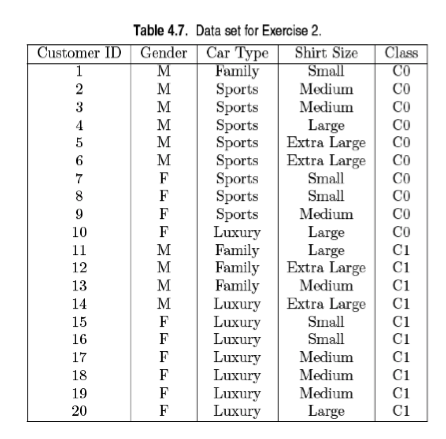 Table 4.7. Data set for Exercise 2.
Customer ID Gender Car Type Shirt Size Class
1 M Family Small C0
2 M Sports Medium C0
3 M Sports Medium C0
4 M Sports Large C0
5 M Sports Extra Large C0
6 M Sports Extra Large C0
7 F Sports Small C0
8 F Sports Small C0
9 F Sports Medium C0
10 F Luxury Large C0
11 M Family Large C1
12 M Family Extra Large C1
13 M Family Medium C1
14 M Luxury Extra Large C1
15 F Luxury Small C1
16 F Luxury Small C1
17 F Luxury Medium C1
18 F Luxury Medium C1
19 F Luxury Medium C1
20 F Luxury Large C1